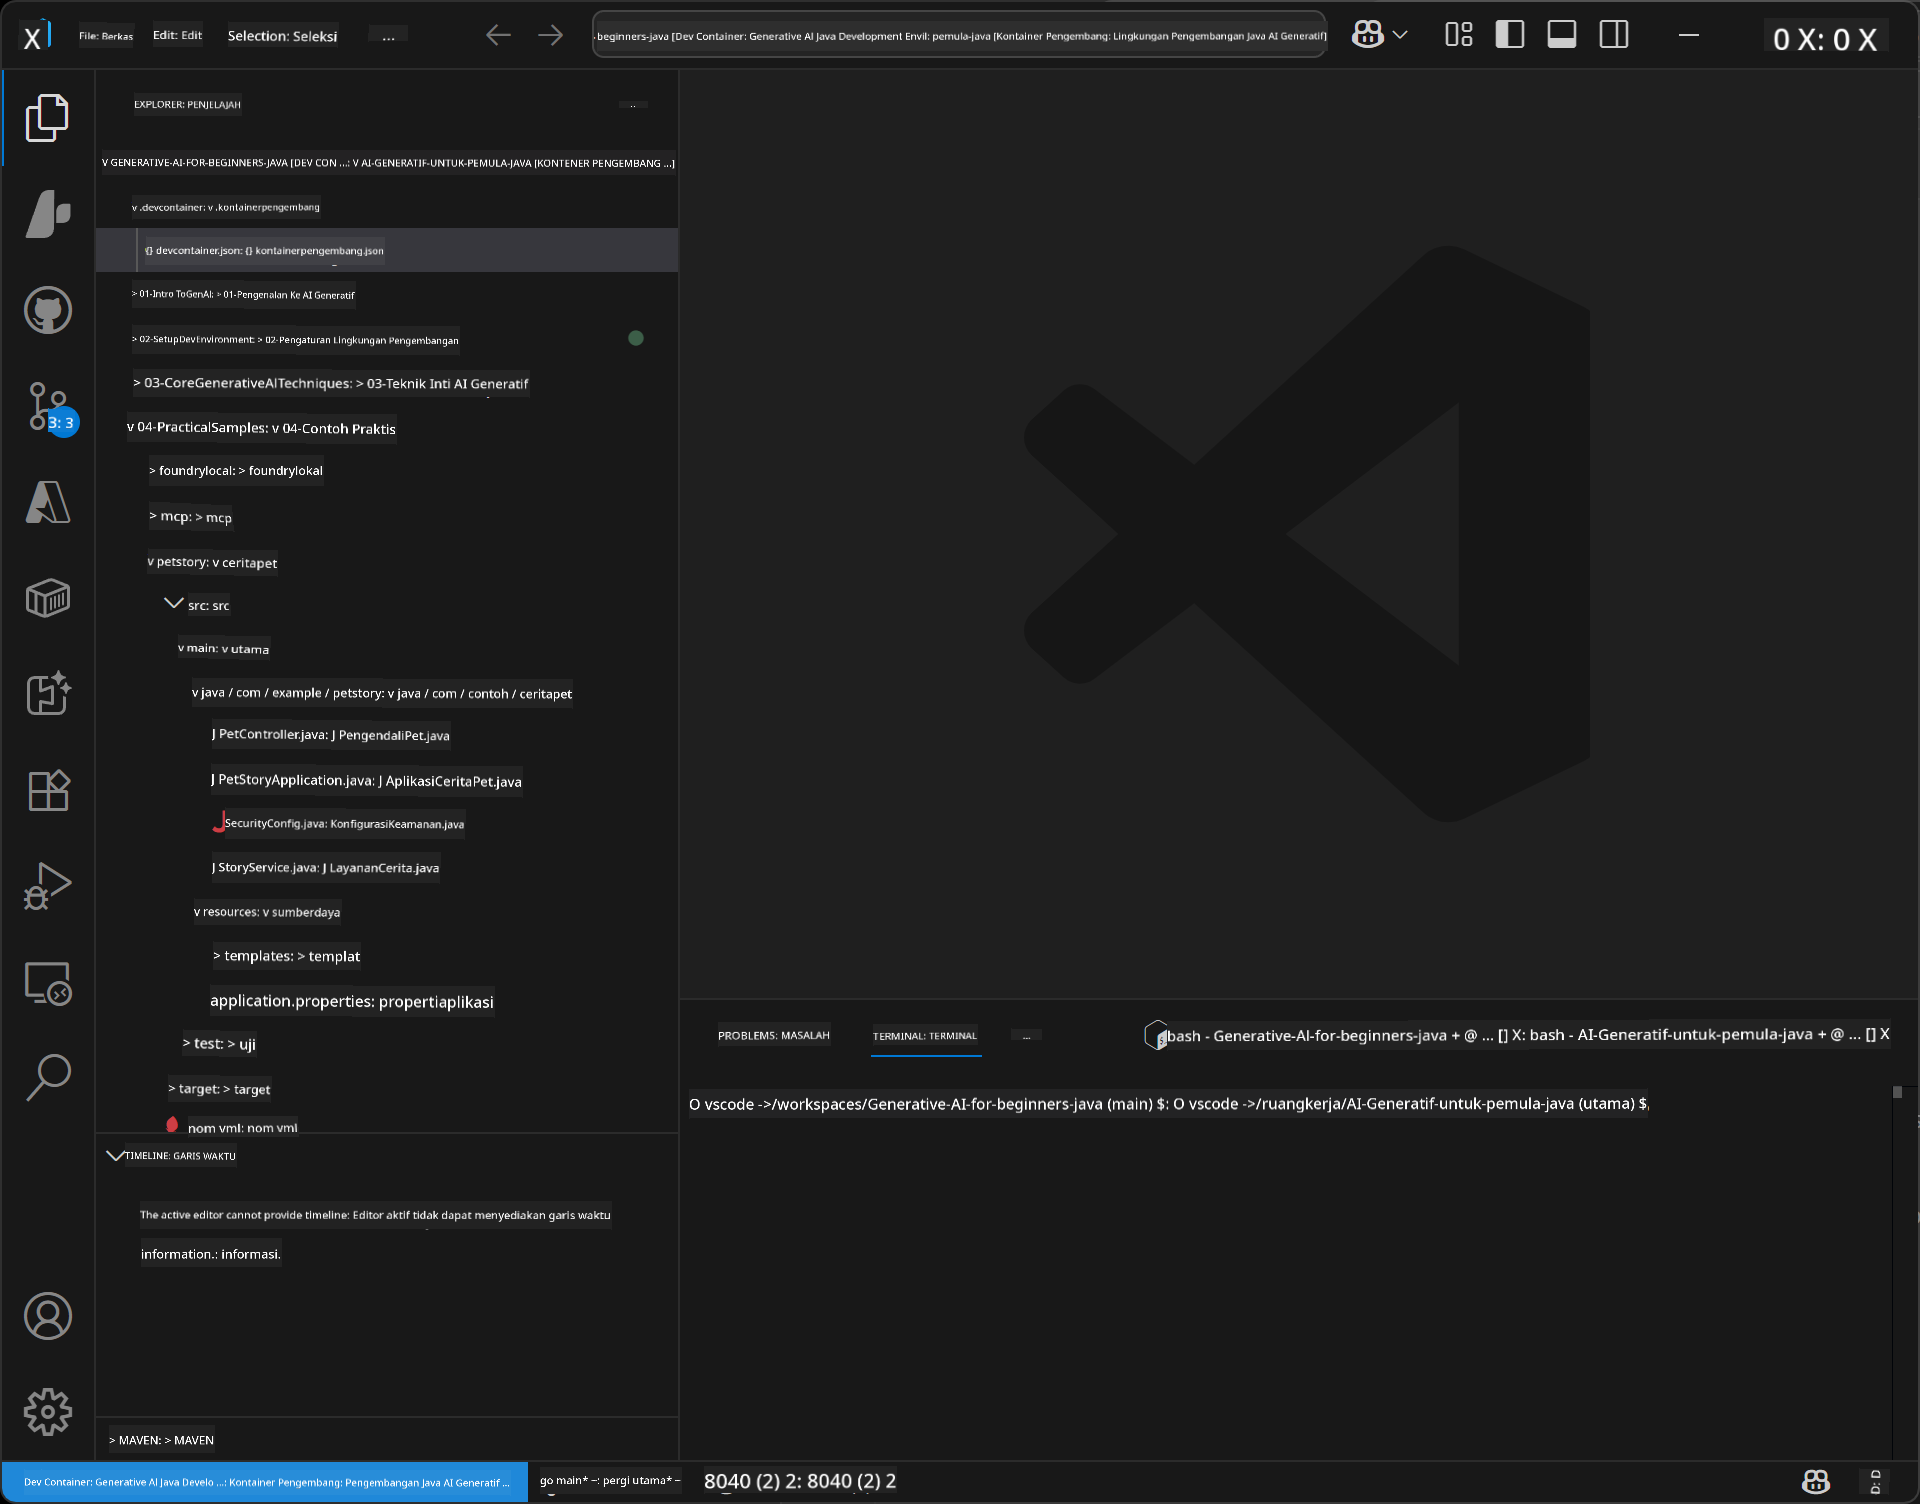 File: Berkas
Edit: Edit
Selection: Seleksi
...
beginners-java [Dev Container: Generative AI Java Development Envil: pemula-java [Kontainer Pengembang: Lingkungan Pengembangan Java AI Generatif]
0 X: 0 X
EXPLORER: PENJELAJAH
..
V GENERATIVE-AI-FOR-BEGINNERS-JAVA [DEV CON ...: V AI-GENERATIF-UNTUK-PEMULA-JAVA [KONTENER PENGEMBANG ...]
v .devcontainer: v .kontainerpengembang
{} devcontainer.json: {} kontainerpengembang.json
> 01-Intro ToGenAI: > 01-Pengenalan Ke AI Generatif
> 02-SetupDevEnvironment: > 02-Pengaturan Lingkungan Pengembangan
> 03-CoreGenerativeAITechniques: > 03-Teknik Inti AI Generatif
3: 3
v 04-PracticalSamples: v 04-Contoh Praktis
> foundrylocal: > foundrylokal
> mcp: > mcp
v petstory: v ceritapet
src: src
v main: v utama
v java / com / example / petstory: v java / com / contoh / ceritapet
J PetController.java: J PengendaliPet.java
J PetStoryApplication.java: J AplikasiCeritaPet.java
J SecurityConfig.java: KonfigurasiKeamanan.java
J StoryService.java: J LayananCerita.java
v resources: v sumberdaya
> templates: > templat
application.properties: propertiaplikasi
> test: > uji
> target: > target
nom vml: nom vml
TIMELINE: GARIS WAKTU
The active editor cannot provide timeline: Editor aktif tidak dapat menyediakan garis waktu
information.: informasi.
> MAVEN: > MAVEN
PROBLEMS: MASALAH
TERMINAL: TERMINAL
...
bash - Generative-AI-for-beginners-java + @ ... [] X: bash - AI-Generatif-untuk-pemula-java + @ ... [] X
O vscode ->/workspaces/Generative-AI-for-beginners-java (main) $: O vscode ->/ruangkerja/AI-Generatif-untuk-pemula-java (utama) $
Dev Container: Generative AI Java Develo ...: Kontainer Pengembang: Pengembangan Java AI Generatif ...
go main* ~: pergi utama* ~
8040 (2) 2: 8040 (2) 2
D: D